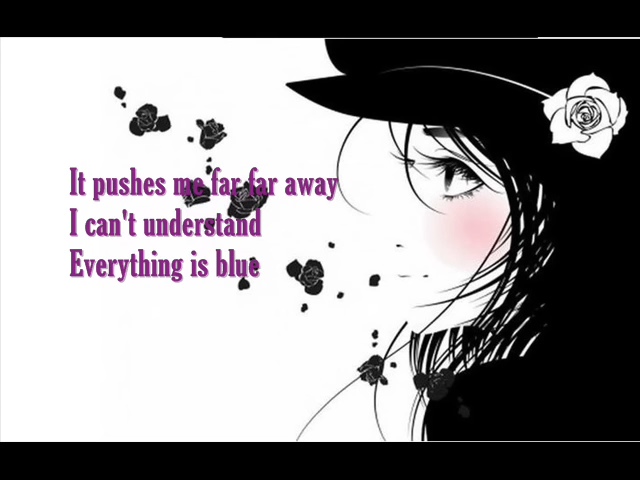 It pushes me far far away
I can't understand
Everything is blue